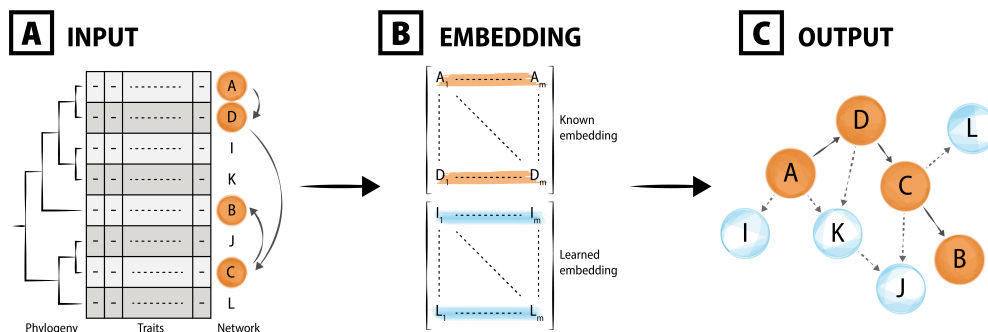 A INPUT
B EMBEDDING
C OUTPUT
A
D
I
K
B
J
C
L
Phylogeny
Traits
Network
A1 Am
D1 Dm
Known
embedding
I1 Im
L1 Lm
Learned
embedding
D
L
A
C
I
K
B
J